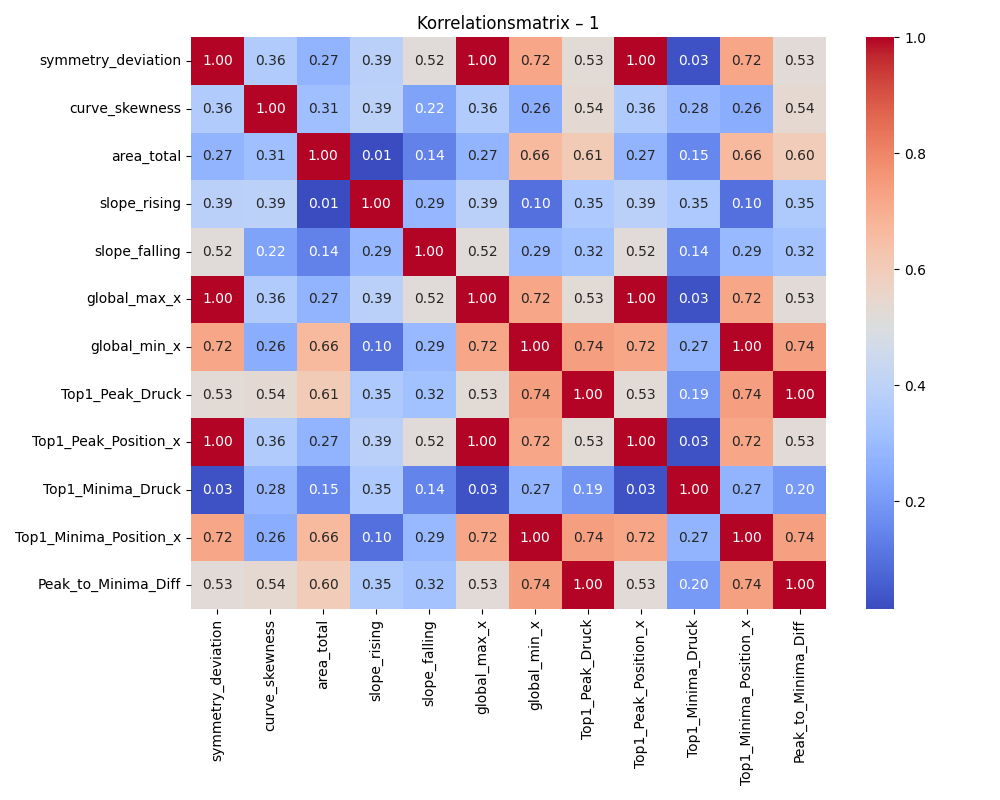 Korrelationsmatrix – 1
symmetry_deviation 1.00 0.36 0.27 0.39 0.52 1.00 0.72 0.53 1.00 0.03 0.72 0.53
curve_skewness 0.36 1.00 0.31 0.39 0.22 0.36 0.26 0.54 0.36 0.28 0.26 0.54
area_total 0.27 0.31 1.00 0.01 0.14 0.27 0.66 0.61 0.27 0.15 0.66 0.60
slope_rising 0.39 0.39 0.01 1.00 0.29 0.39 0.10 0.35 0.39 0.35 0.10 0.35
slope_falling 0.52 0.22 0.14 0.29 1.00 0.52 0.29 0.32 0.52 0.14 0.29 0.32
global_max_x 1.00 0.36 0.27 0.39 0.52 1.00 0.72 0.53 1.00 0.03 0.72 0.53
global_min_x 0.72 0.26 0.66 0.10 0.29 0.72 1.00 0.74 0.72 0.27 1.00 0.74
Top1_Peak_Druck 0.53 0.54 0.61 0.35 0.32 0.53 0.74 1.00 0.53 0.19 0.74 1.00
Top1_Peak_Position_x 1.00 0.36 0.27 0.39 0.52 1.00 0.72 0.53 1.00 0.03 0.72 0.53
Top1_Minima_Druck 0.03 0.28 0.15 0.35 0.14 0.03 0.27 0.19 0.03 1.00 0.27 0.20
Top1_Minima_Position_x 0.72 0.26 0.66 0.10 0.29 0.72 1.00 0.74 0.72 0.27 1.00 0.74
Peak_to_Minima_Diff 0.53 0.54 0.60 0.35 0.32 0.53 0.74 1.00 0.53 0.20 0.74 1.00
symmetry_deviation
curve_skewness
area_total
slope_rising
slope_falling
global_max_x
global_min_x
Top1_Peak_Druck
Top1_Peak_Position_x
Top1_Minima_Druck
Top1_Minima_Position_x
Peak_to_Minima_Diff
1.0
0.8
0.6
0.4
0.2